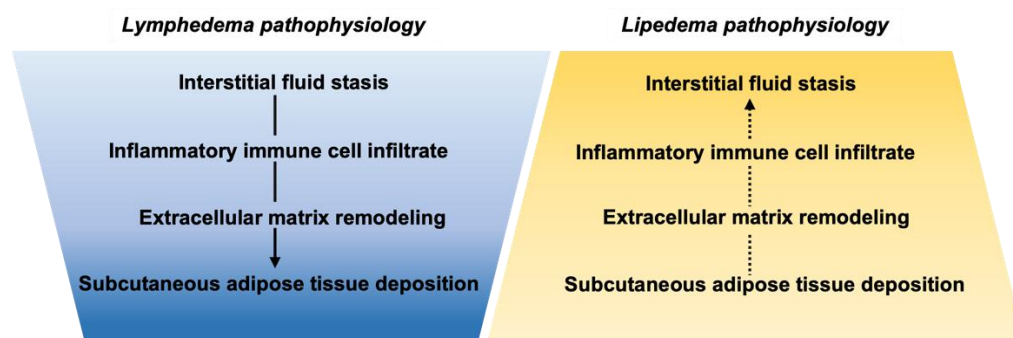 Lymphedema pathophysiology
Interstitial fluid stasis
Inflammatory immune cell infiltrate
Extracellular matrix remodeling
Subcutaneous adipose tissue deposition
Lipedema pathophysiology
Interstitial fluid stasis
Inflammatory immune cell infiltrate
Extracellular matrix remodeling
Subcutaneous adipose tissue deposition